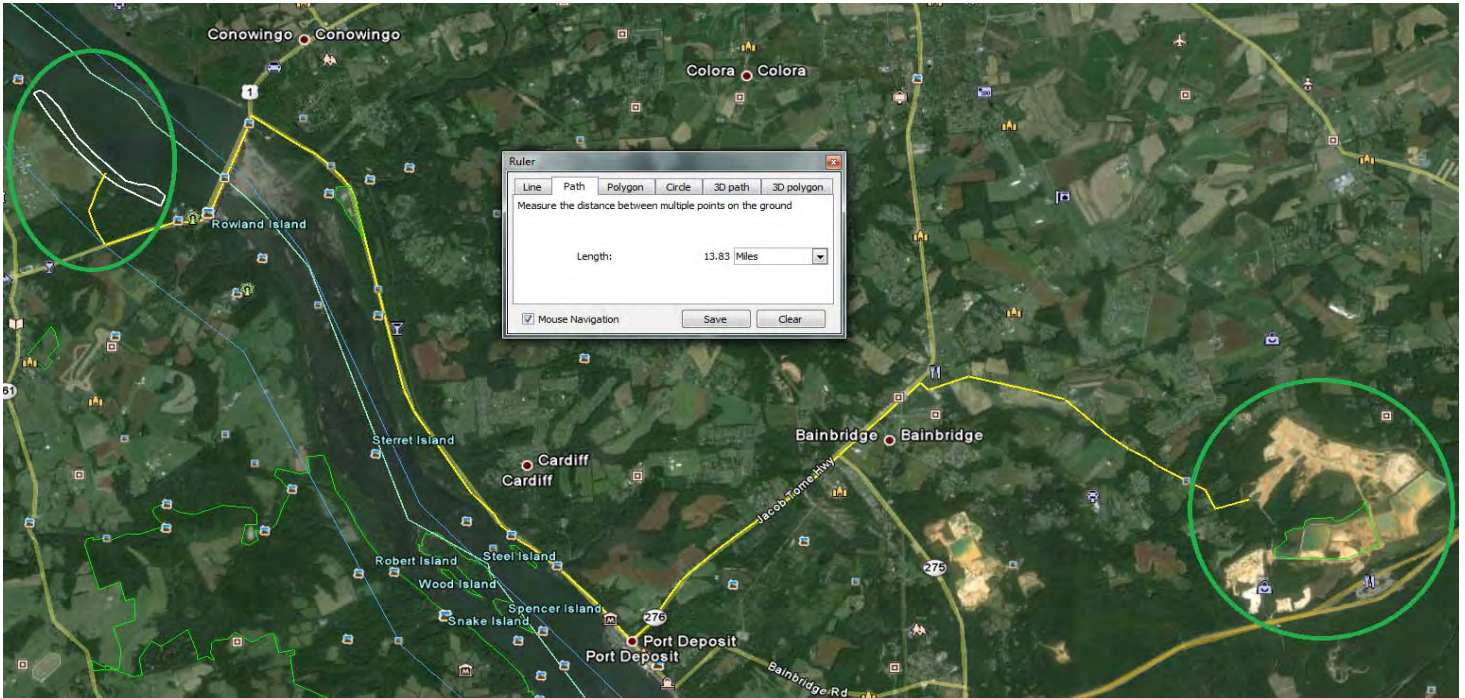 Conowingo Conowingo
Colora Colora
1
Ruler
Line Path Polygon Circle 3D path 3D polygon
Measure the distance between multiple points on the ground
Length: 13.83 Miles
Mouse Navigation Save Clear
Rowland Island
61
Sterret Island
Cardiff
Cardiff
Bainbridge Bainbridge
Jacob Tome Hwy
275
Robert Island
Steel Island
Wood Island
Spencer Island
Snake Island
276
Port Deposit
Port Deposit
Bainbridge Rd